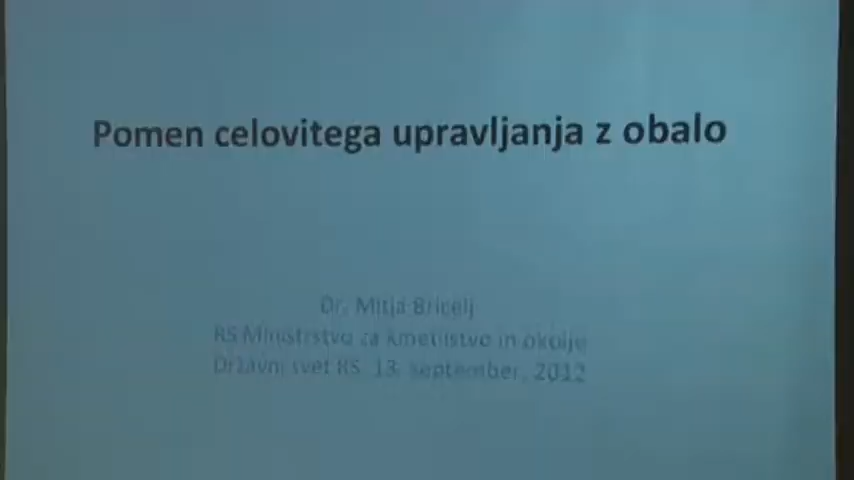 Pomen celovitega upravljanja z obalo
Dr. Mitja Bricelj
RS Ministrstvo za kmetijstvo in okolje
Državni svet RS, 13. september, 2012